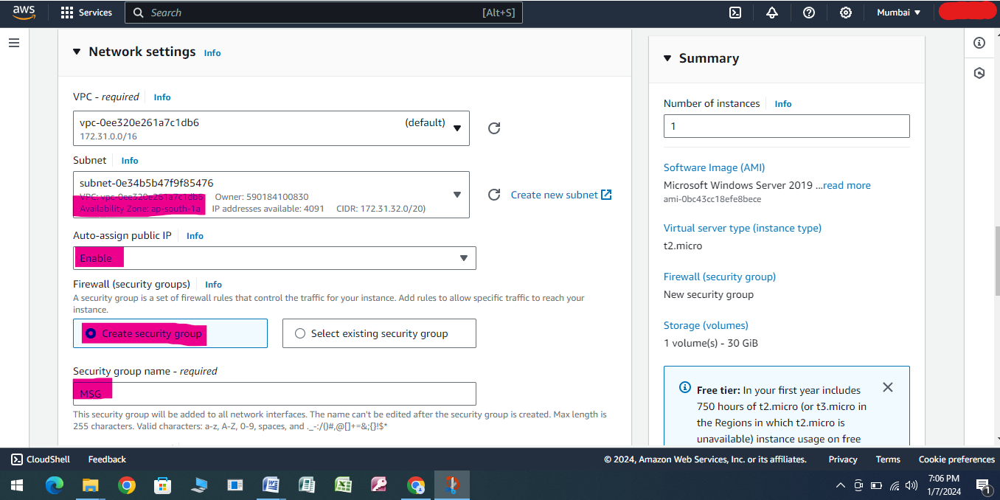 aws
Services
Search
[Alt+S]
Mumbai
Network settings Info
VPC - required Info
vpc-0ee320e261a7c1db6 (default)
172.31.0.0/16
Subnet Info
subnet-0e34b5b47f9f85476
VPC: vpc-0ee320e261a7c1db6 Owner: 590184100830
Availability Zone: ap-south-1a IP addresses available: 4091 CIDR: 172.31.32.0/20)
Create new subnet
Auto-assign public IP Info
Enable
Firewall (security groups) Info
A security group is a set of firewall rules that control the traffic for your instance. Add rules to allow specific traffic to reach your
instance.
Create security group
Select existing security group
Security group name - required
MSG
This security group will be added to all network interfaces. The name can't be edited after the security group is created. Max length is
255 characters. Valid characters: a-z, A-Z, 0-9, spaces, and ._-:/()#,@[]+=&;{}!$*
Summary
Number of instances Info
1
Software Image (AMI)
Microsoft Windows Server 2019 ...read more
ami-0bc43cc18efe8bece
Virtual server type (instance type)
t2.micro
Firewall (security group)
New security group
Storage (volumes)
1 volume(s) - 30 GiB
Free tier: In your first year includes
750 hours of t2.micro (or t3.micro in
the Regions in which t2.micro is
unavailable) instance usage on free
CloudShell Feedback
© 2024, Amazon Web Services, Inc. or its affiliates. Privacy Terms Cookie preferences
7:06 PM
1/7/2024
1